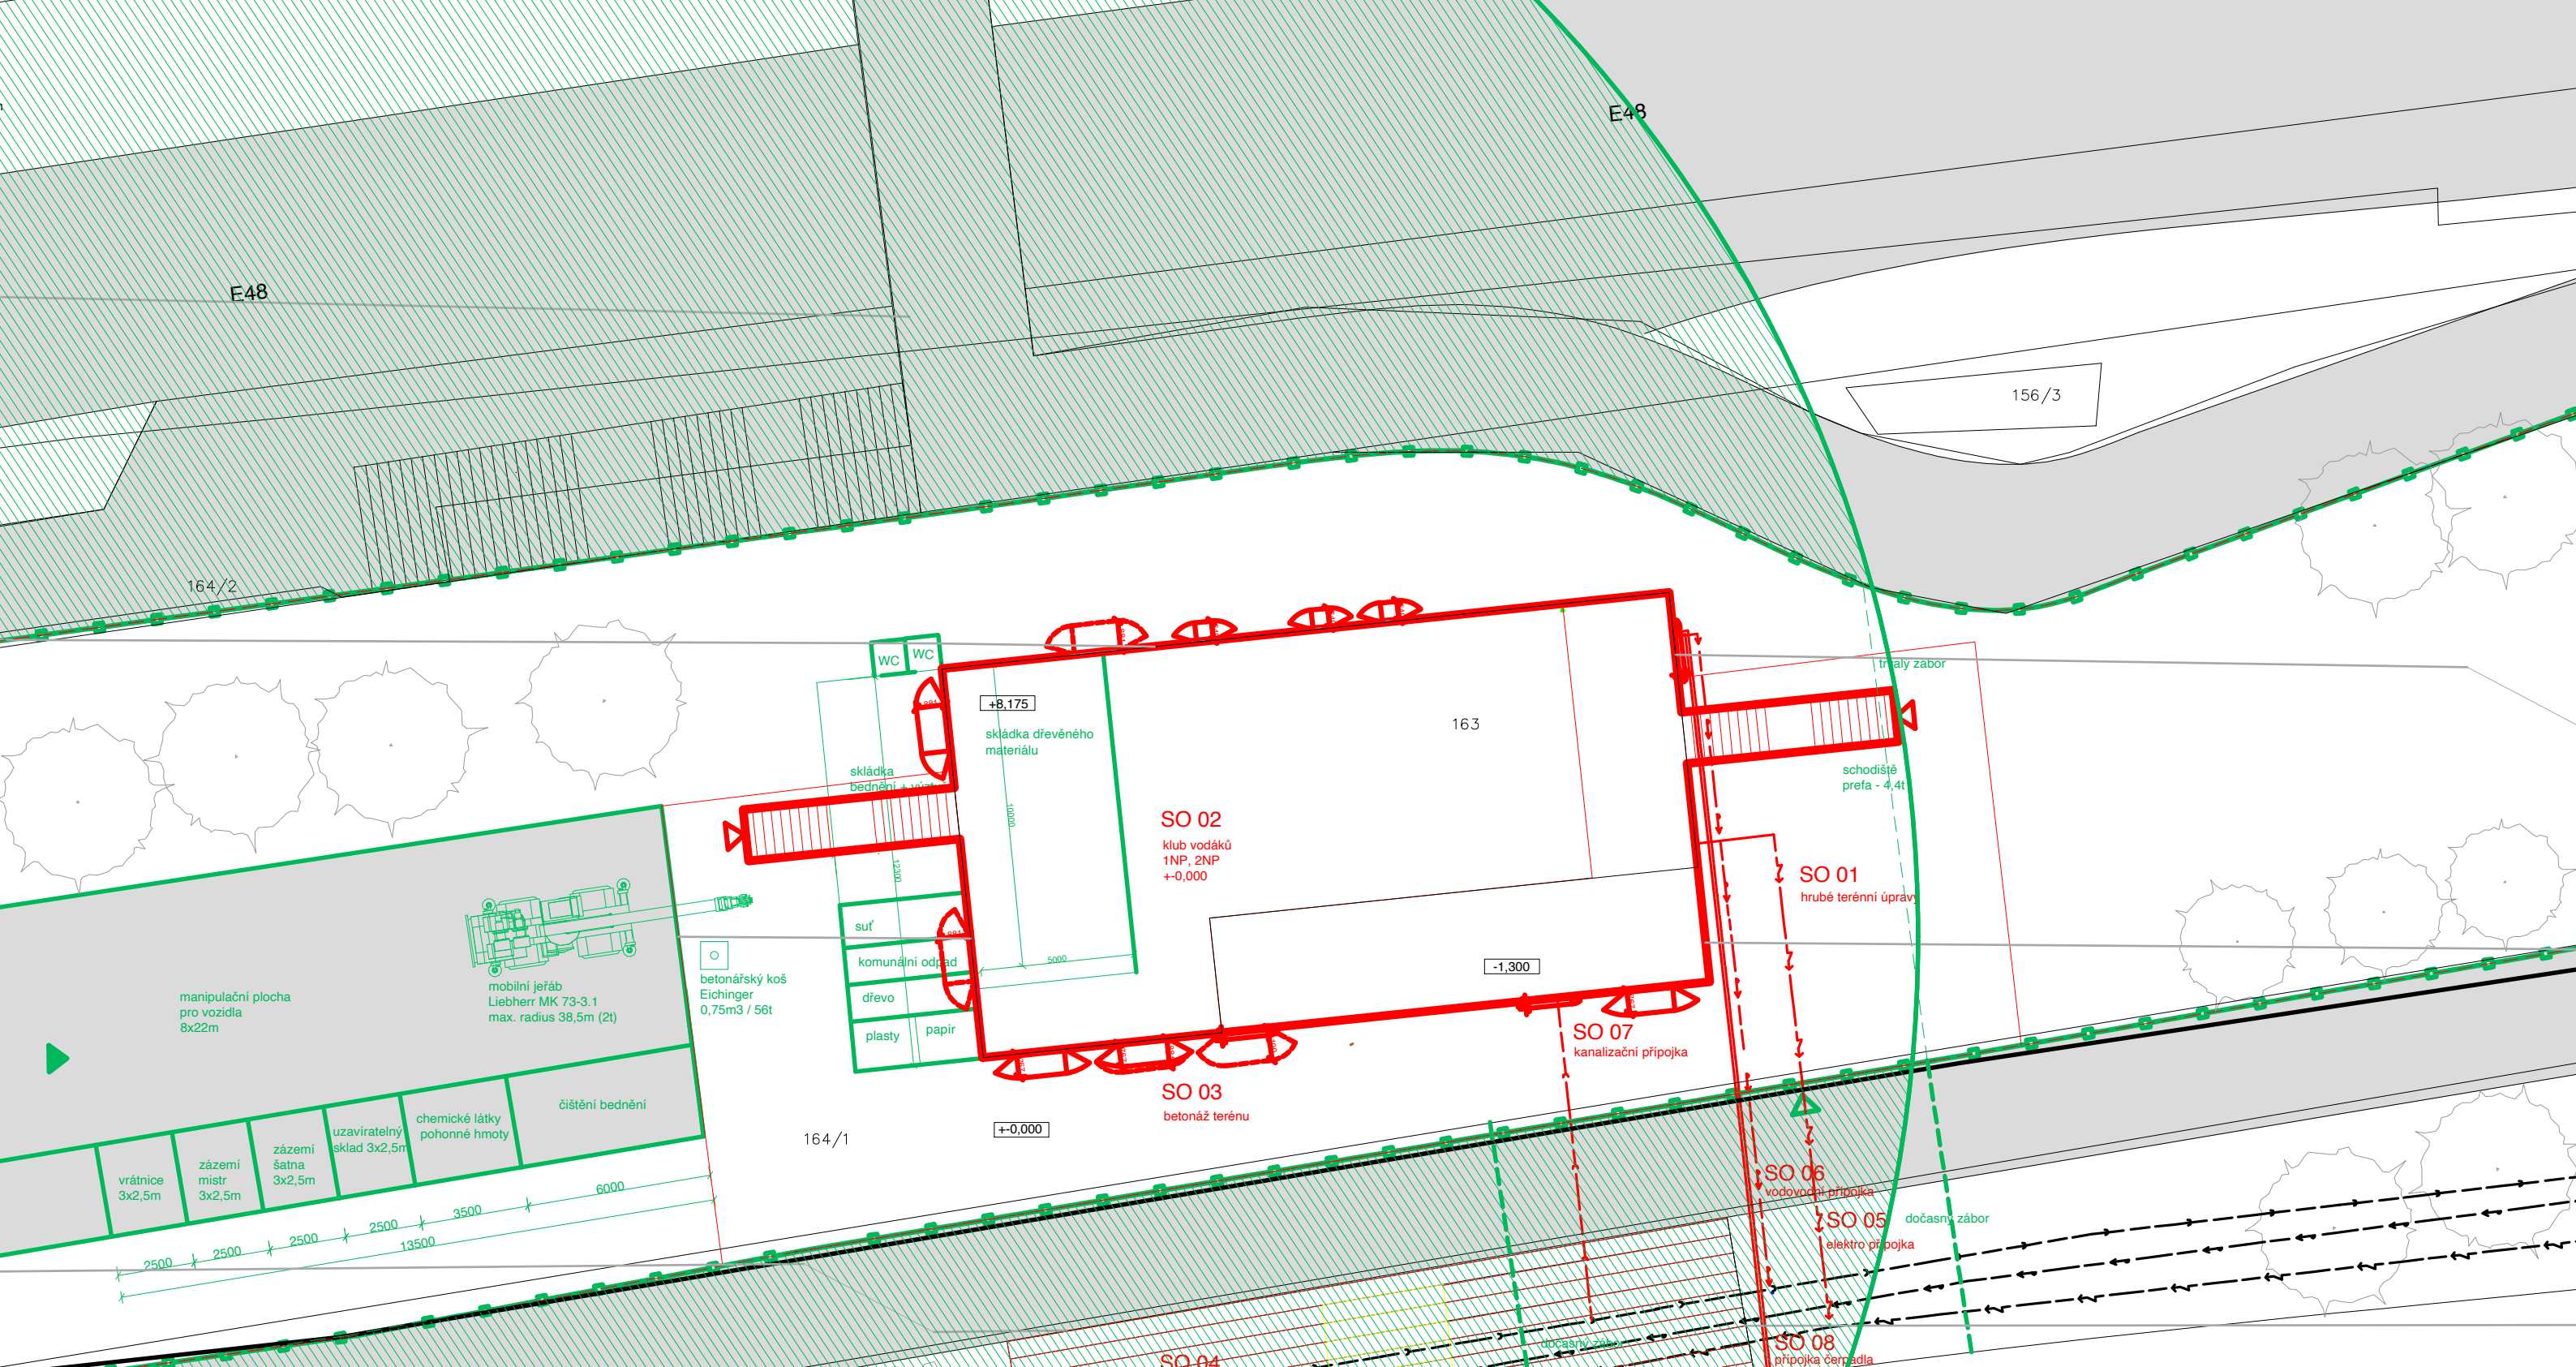 E48
E48
156/3
164/2
WC
WC
trvalý zábor
+8,175
skládka dřevěného
materiálu
163
skládka
bednění +
schodiště
prefa - 4,4t
10000
SO 02
klub vodáků
1NP, 2NP
+-0,000
12300
SO 01
hrubé terénní úpravy
suť
komunální odpad
5000
-1,300
dřevo
plasty
papír
betonářský koš
Eichinger
0,75m3 / 56t
mobilní jeřáb
Liebherr MK 73-3.1
max. radius 38,5m (2t)
manipulační plocha
pro vozidla
8x22m
SO 07
kanalizační přípojka
SO 03
betonáž terénu
+-0,000
164/1
čištění bednění
chemické látky
pohonné hmoty
uzavíratelný
sklad 3x2,5m
zázemí
šatna
3x2,5m
zázemí
mistr
3x2,5m
vrátnice
3x2,5m
6000
3500
2500
2500
2500
2500
13500
SO 06
vodovodní přípojka
SO 05
elektro přípojka
dočasný zábor
dočasný zábor
SO 08
přípojka čerpadla
SO 04